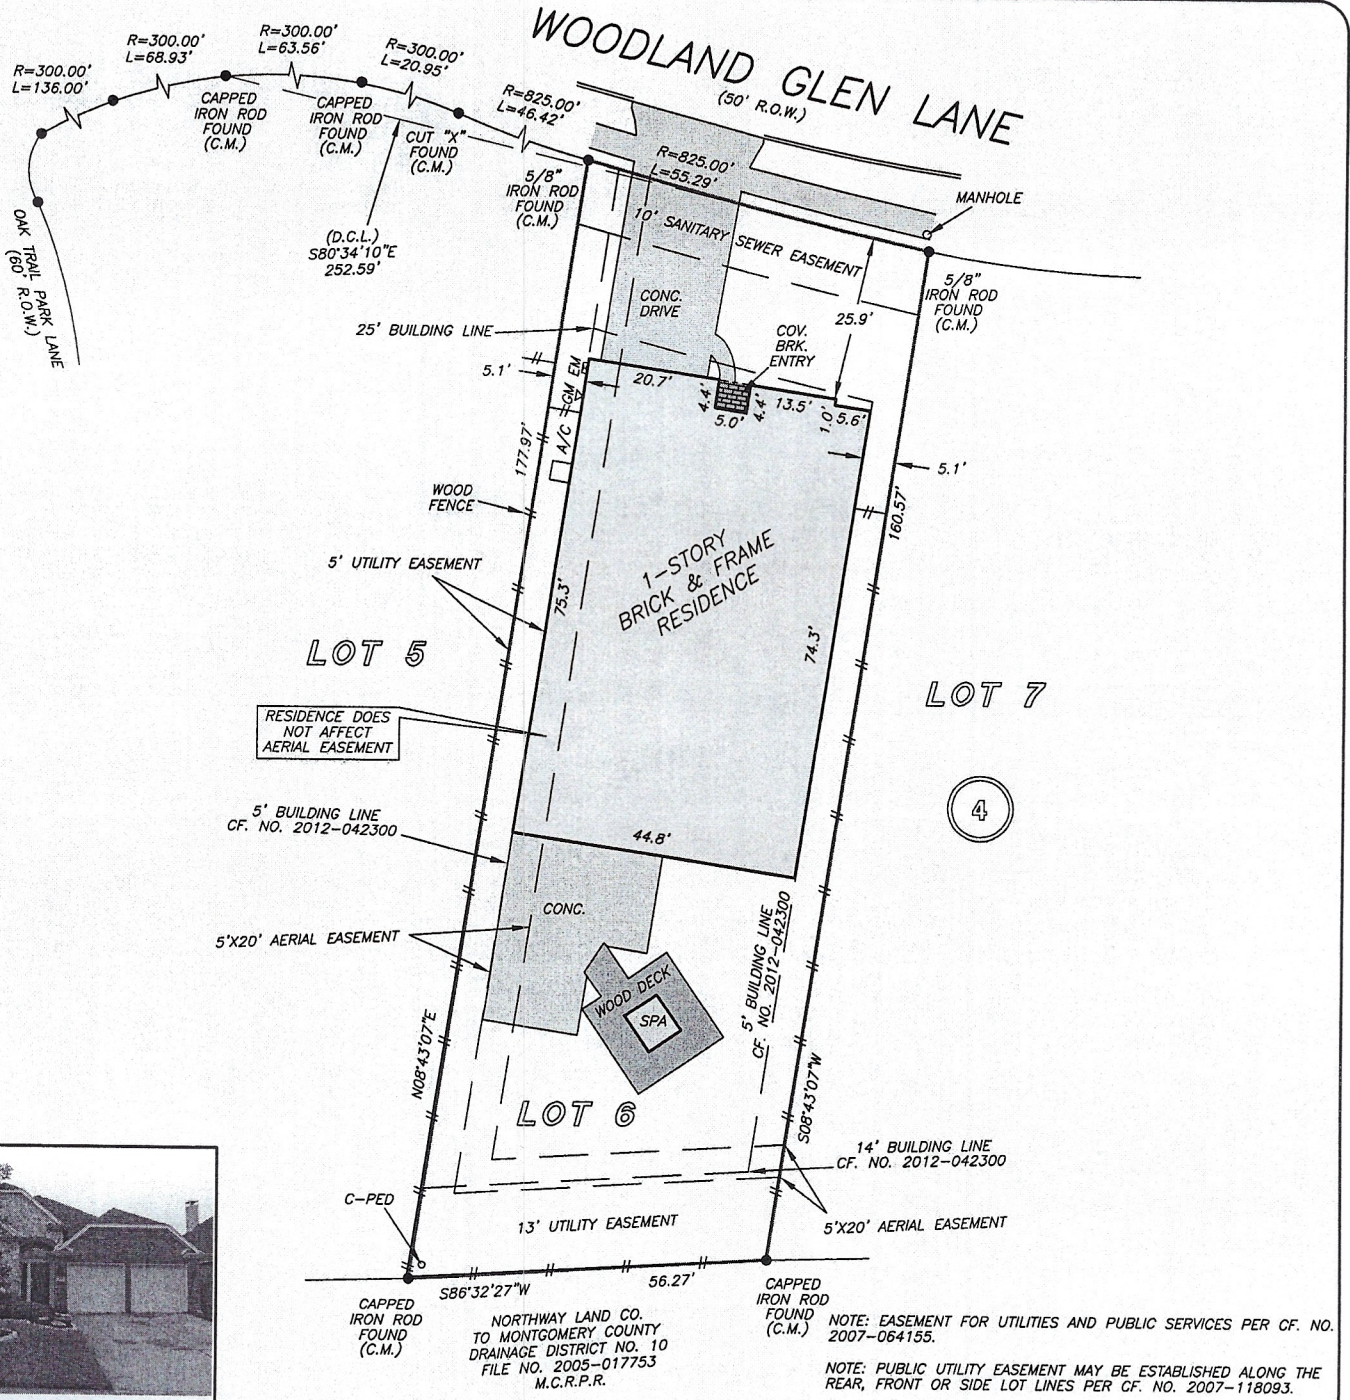 WOODLAND GLEN LANE
(50' R.O.W.)
R=300.00'
L=136.00'
R=300.00'
L=68.93'
R=300.00'
L=63.56'
R=300.00'
L=20.95'
R=825.00'
L=46.42'
R=825.00'
L=55.29'
CAPPED
IRON ROD
FOUND
(C.M.)
CAPPED
IRON ROD
FOUND
(C.M.)
CUT "X"
FOUND
(C.M.)
5/8"
IRON ROD
FOUND
(C.M.)
MANHOLE
OAK TRAIL PARK LANE
(60' R.O.W.)
(D.C.L.)
S80°34'10"E
252.59'
10' SANITARY SEWER EASEMENT
5/8"
IRON ROD
FOUND
(C.M.)
CONC.
DRIVE
25' BUILDING LINE
25.9'
COV.
BRK.
ENTRY
5.1'
20.7'
4.4'
5.0'
4.4'
13.5'
1.0'
5.6'
A/C
GM
EM
177.97'
5.1'
160.57'
WOOD
FENCE
5' UTILITY EASEMENT
75.3'
1-STORY
BRICK & FRAME
RESIDENCE
74.3'
LOT 5
LOT 7
RESIDENCE DOES
NOT AFFECT
AERIAL EASEMENT
4
5' BUILDING LINE
CF. NO. 2012-042300
44.8'
CONC.
5'X20' AERIAL EASEMENT
5' BUILDING LINE
CF. NO. 2012-042300
WOOD DECK
SPA
N08°43'07"E
S08°43'07"W
LOT 6
14' BUILDING LINE
CF. NO. 2012-042300
C-PED
13' UTILITY EASEMENT
5'X20' AERIAL EASEMENT
S86°32'27"W
56.27'
CAPPED
IRON ROD
FOUND
(C.M.)
NORTHWAY LAND CO.
TO MONTGOMERY COUNTY
DRAINAGE DISTRICT NO. 10
FILE NO. 2005-017753
M.C.R.P.R.
CAPPED
IRON ROD
FOUND
(C.M.)
NOTE: EASEMENT FOR UTILITIES AND PUBLIC SERVICES PER CF. NO.
2007-064155.
NOTE: PUBLIC UTILITY EASEMENT MAY BE ESTABLISHED ALONG THE
REAR, FRONT OR SIDE LOT LINES PER CF. NO. 2007-118093.